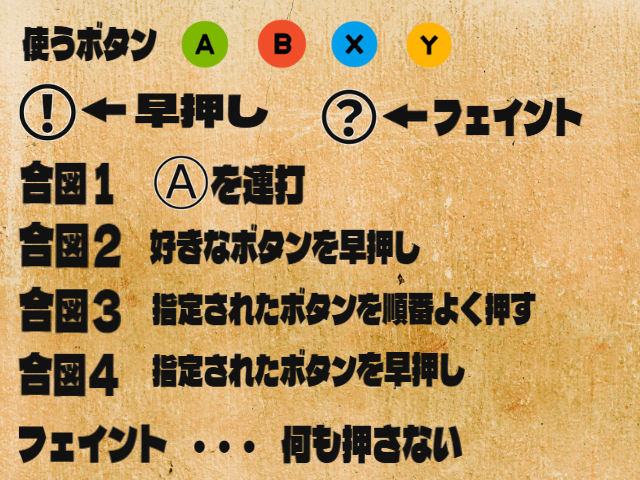 使うボタン A B X Y
!←早押し ?←フェイント
合図1 Aを連打
合図2 好きなボタンを早押し
合図3 指定されたボタンを順番よく押す
合図4 指定されたボタンを早押し
フェイント ・・・ 何も押さない